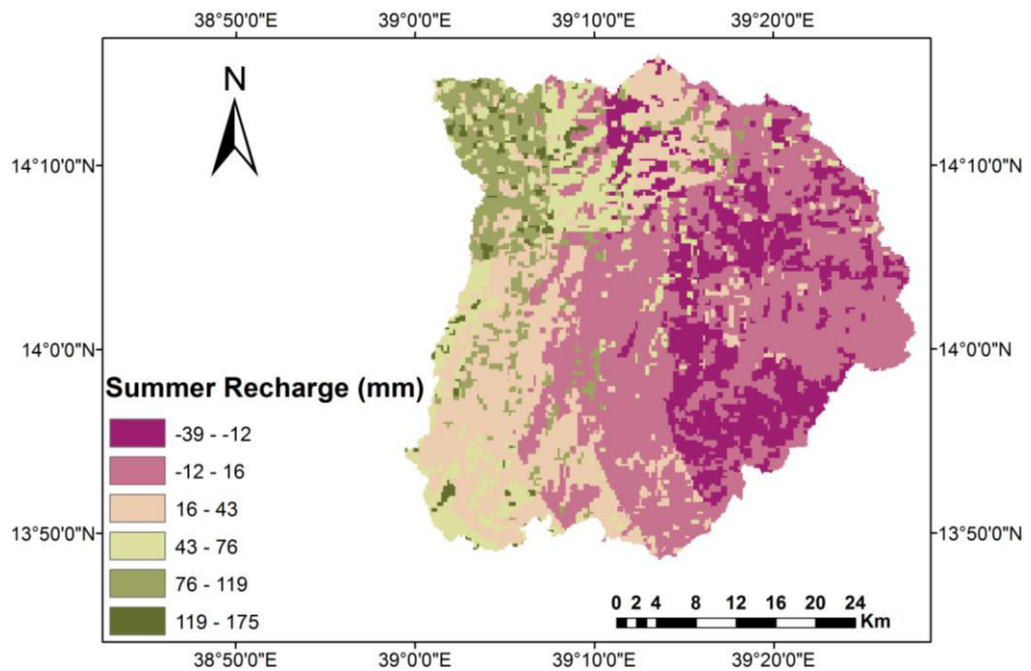 38°50'0"E 39°0'0"E 39°10'0"E 39°20'0"E
N
14°10'0"N 14°10'0"N
14°0'0"N 14°0'0"N
Summer Recharge (mm)
-39 - -12
-12 - 16
16 - 43
43 - 76
76 - 119
119 - 175
13°50'0"N 13°50'0"N
0 2 4 8 12 16 20 24
Km
38°50'0"E 39°0'0"E 39°10'0"E 39°20'0"E